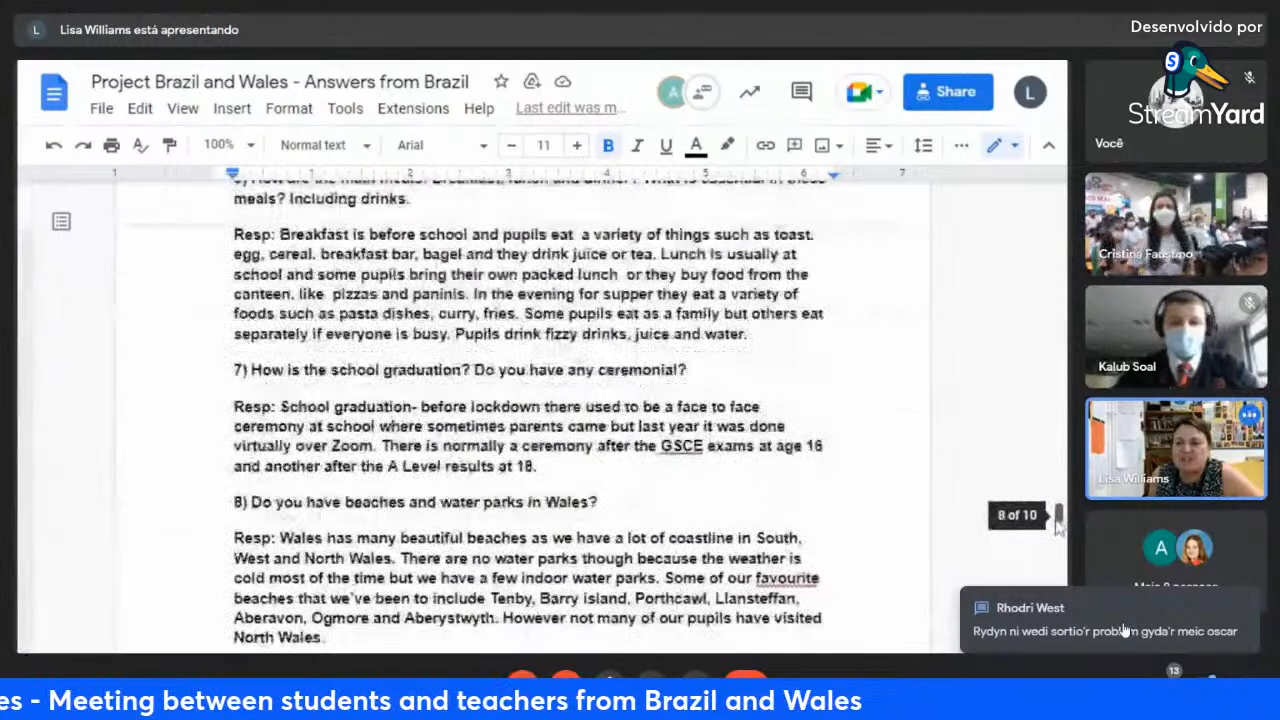 L Lisa Williams está apresentando
Desenvolvido por
StreamYard
Project Brazil and Wales - Answers from Brazil
File Edit View Insert Format Tools Extensions Help Last edit was m...
A
Share
L
100% Normal text Arial 11 B I U A
1 1 2 3 4 5 6 7
meals? Including drinks.
Resp: Breakfast is before school and pupils eat a variety of things such as toast,
egg, cereal, breakfast bar, bagel and they drink juice or tea. Lunch is usually at
school and some pupils bring their own packed lunch or they buy food from the
canteen, like pizzas and paninis. In the evening for supper they eat a variety of
foods such as pasta dishes, curry, fries. Some pupils eat as a family but others eat
separately if everyone is busy. Pupils drink fizzy drinks, juice and water.
7) How is the school graduation? Do you have any ceremonial?
Resp: School graduation- before lockdown there used to be a face to face
ceremony at school where sometimes parents came but last year it was done
virtually over Zoom. There is normally a ceremony after the GSCE exams at age 16
and another after the A Level results at 18.
8) Do you have beaches and water parks in Wales?
Resp: Wales has many beautiful beaches as we have a lot of coastline in South,
West and North Wales. There are no water parks though because the weather is
cold most of the time but we have a few indoor water parks. Some of our favourite
beaches that we've been to include Tenby, Barry island, Porthcawl, Llansteffan,
Aberavon, Ogmore and Aberystwyth. However not many of our pupils have visited
North Wales.
8 of 10
Você
Cristina Faustino
Kalub Soal
Lisa Williams
A
Rhodri West
Rydyn ni wedi sortio'r problem gyda'r meic oscar
13
es - Meeting between students and teachers from Brazil and Wales